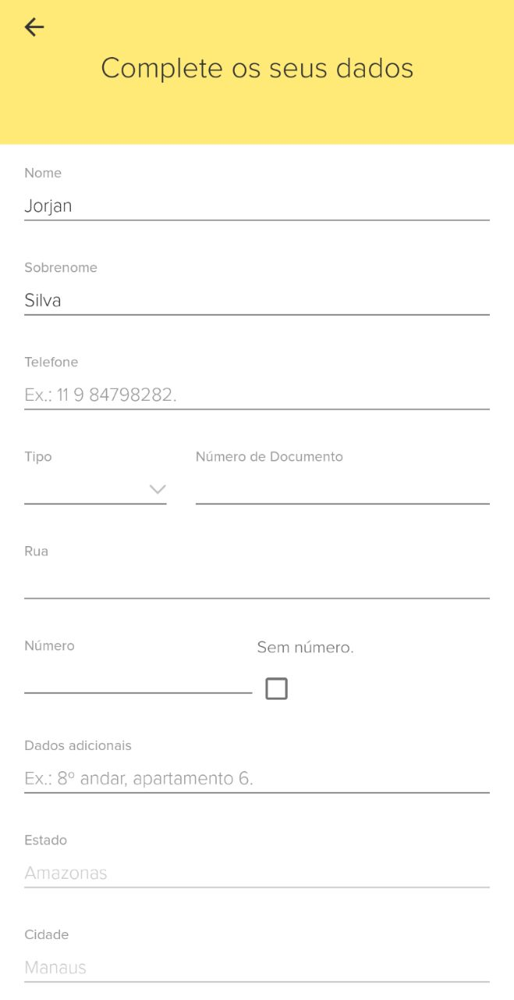 Complete os seus dados
Nome
Jorjan
Sobrenome
Silva
Telefone
Ex.: 11 9 84798282.
Tipo Número de Documento
Rua
Número Sem número.
Dados adicionais
Ex.: 8º andar, apartamento 6.
Estado
Amazonas
Cidade
Manaus